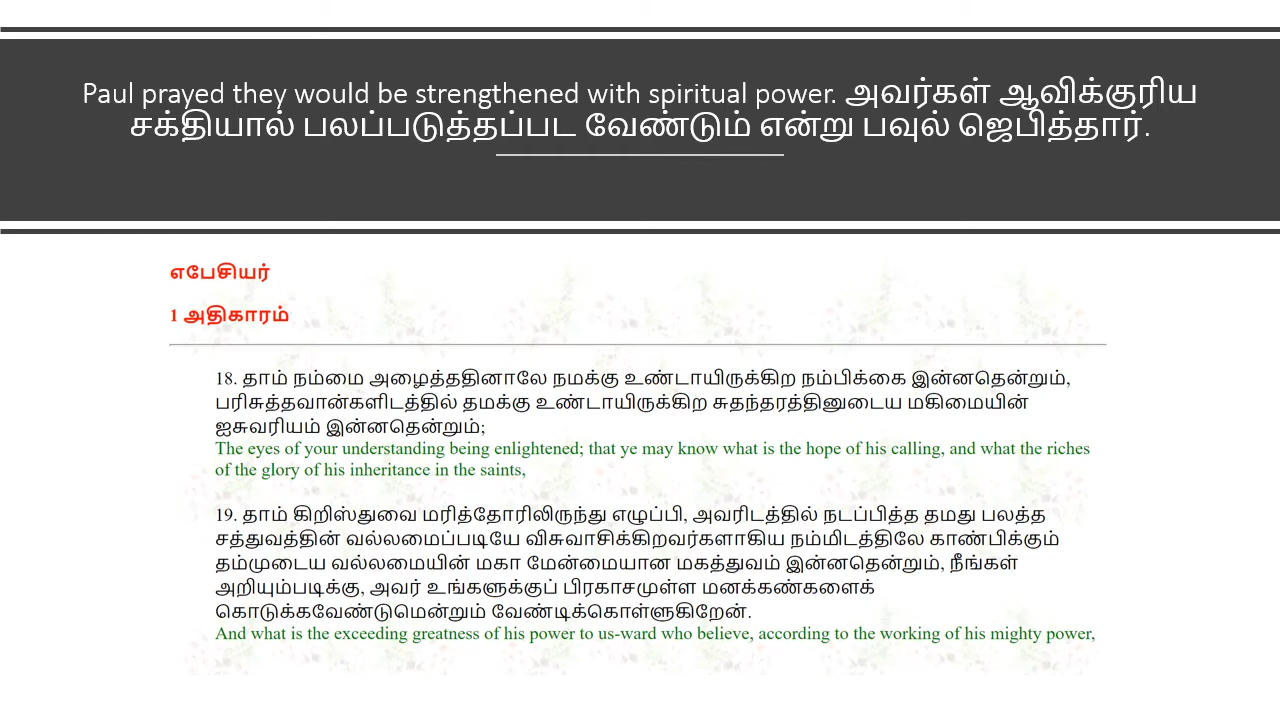 Paul prayed they would be strengthened with spiritual power. அவர்கள் ஆவிக்குரிய
சக்தியால் பலப்படுத்தப்பட வேண்டும் என்று பவுல் ஜெபித்தார்.
எபேசியர்
1 அதிகாரம்
18. தாம் நம்மை அழைத்ததினாலே நமக்கு உண்டாயிருக்கிற நம்பிக்கை இன்னதென்றும்,
பரிசுத்தவான்களிடத்தில் தமக்கு உண்டாயிருக்கிற சுதந்தரத்தினுடைய மகிமையின்
ஐசுவரியம் இன்னதென்றும்;
The eyes of your understanding being enlightened; that ye may know what is the hope of his calling, and what the riches
of the glory of his inheritance in the saints,
19. தாம் கிறிஸ்துவை மரித்தோரிலிருந்து எழுப்பி, அவரிடத்தில் நடப்பித்த தமது பலத்த
சத்துவத்தின் வல்லமைப்படியே விசுவாசிக்கிறவர்களாகிய நம்மிடத்திலே காண்பிக்கும்
தம்முடைய வல்லமையின் மகா மேன்மையான மகத்துவம் இன்னதென்றும், நீங்கள்
அறியும்படிக்கு, அவர் உங்களுக்குப் பிரகாசமுள்ள மனக்கண்களைக்
கொடுக்கவேண்டுமென்றும் வேண்டிக்கொள்ளுகிறேன்.
And what is the exceeding greatness of his power to us-ward who believe, according to the working of his mighty power,